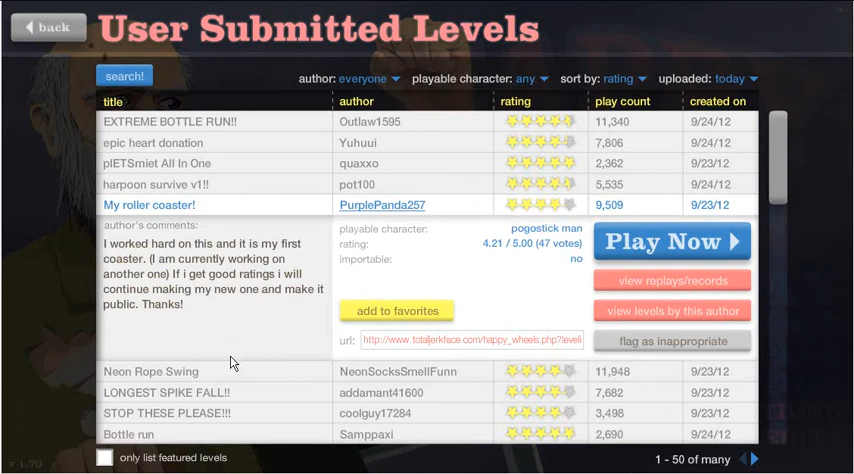 back
User Submitted Levels
search!
author: everyone playable character: any sort by: rating uploaded: today
title author rating play count created on
EXTREME BOTTLE RUN!! Outlaw1595 11,340 9/24/12
epic heart donation Yuhuui 7,806 9/24/12
plETSmiet All In One quaxxo 2,362 9/23/12
harpoon survive v1!! pot100 5,535 9/24/12
My roller coaster! PurplePanda257 9,509 9/23/12
author's comments:
I worked hard on this and it is my first
coaster. (I am currently working on
another one) If i get good ratings i will
continue making my new one and make it
public. Thanks!
playable character: pogostick man
rating: 4.21 / 5.00 (47 votes)
importable: no
add to favorites
url: http://www.totaljerkface.com/happy_wheels.php?levelI
Play Now
view replays/records
view levels by this author
flag as inappropriate
Neon Rope Swing NeonSocksSmellFunn 11,948 9/23/12
LONGEST SPIKE FALL!! addamant41600 7,682 9/23/12
STOP THESE PLEASE!!! coolguy17284 3,498 9/23/12
Bottle run Samppaxi 2,690 9/24/12
only list featured levels
1 - 50 of many
v 1.70